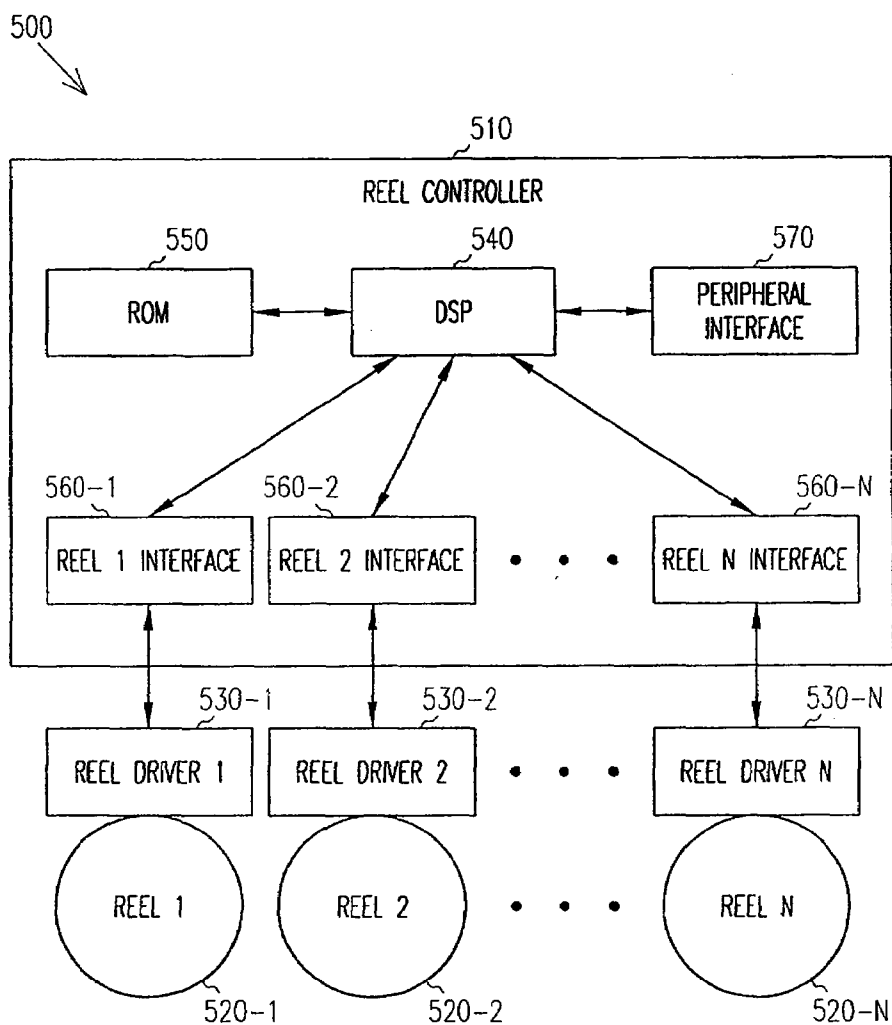 500
510
REEL CONTROLLER
550
540
570
ROM
DSP
PERIPHERAL
INTERFACE
560-1
560-2
560-N
REEL 1 INTERFACE
REEL 2 INTERFACE
REEL N INTERFACE
530-1
530-2
530-N
REEL DRIVER 1
REEL DRIVER 2
REEL DRIVER N
REEL 1
REEL 2
REEL N
520-1
520-2
520-N